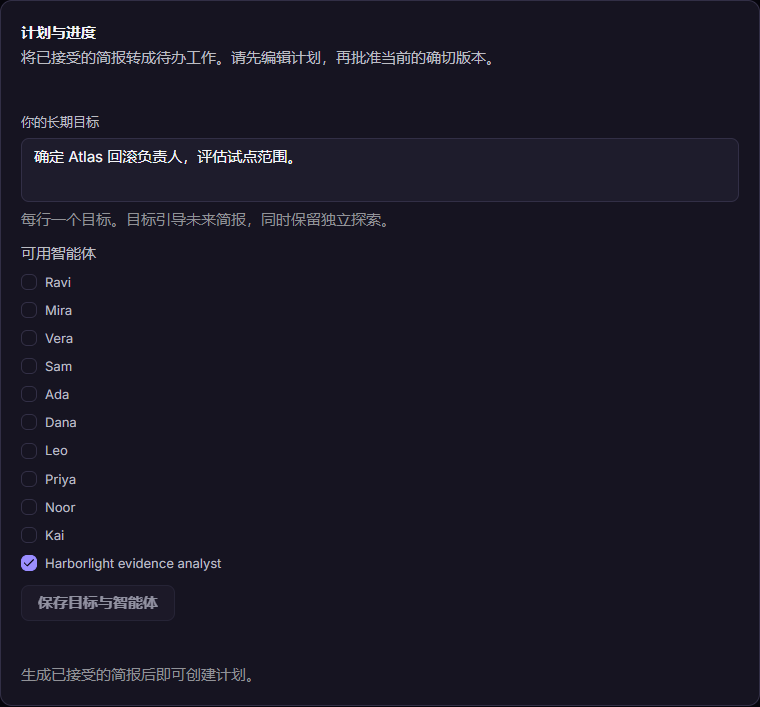 计划与进度
将已接受的简报转成待办工作。请先编辑计划，再批准当前的确切版本。
你的长期目标
确定 Atlas 回滚负责人，评估试点范围。
每行一个目标。目标引导未来简报，同时保留独立探索。
可用智能体
Ravi
Mira
Vera
Sam
Ada
Dana
Leo
Priya
Noor
Kai
Harborlight evidence analyst
保存目标与智能体
生成已接受的简报后即可创建计划。